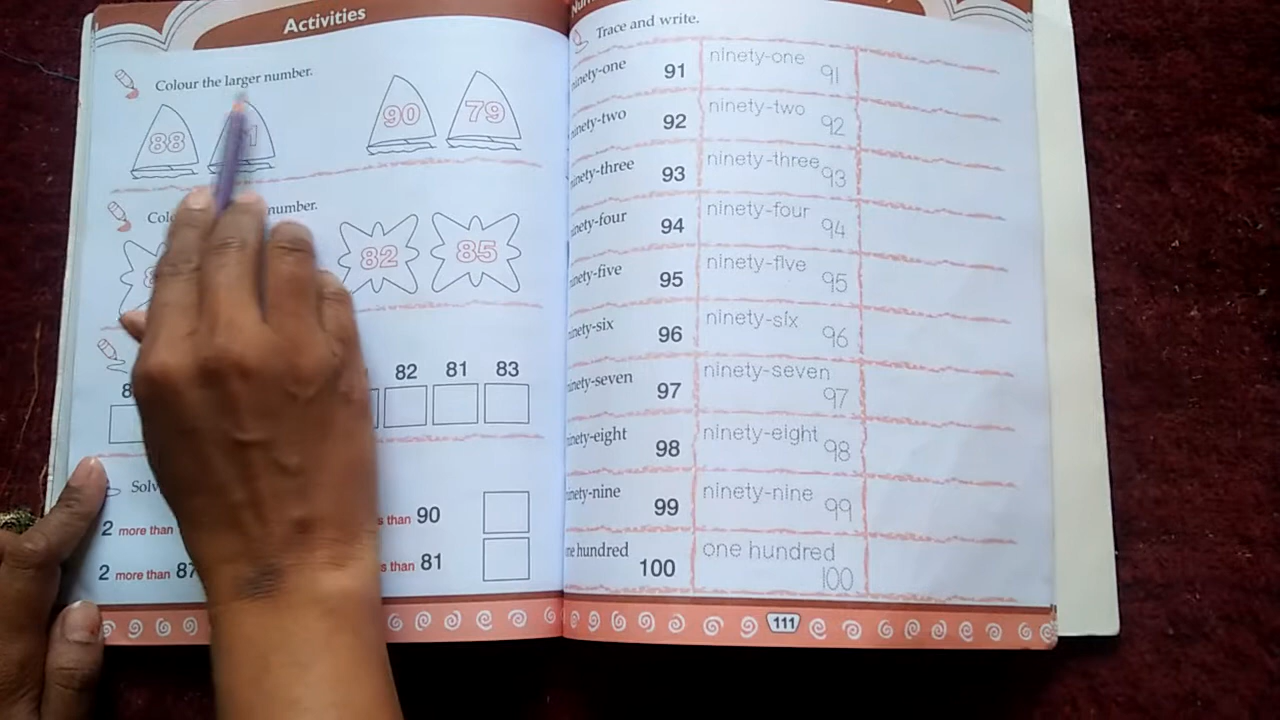 Activities
Colour the larger number.
88
90 79
number.
82 85
82 81 83
2 more than
than 90
2 more than 87
than 81
Trace and write.
ninety-one 91 ninety-one 91
ninety-two 92 ninety-two 92
ninety-three 93 ninety-three 93
ninety-four 94 ninety-four 94
ninety-five 95 ninety-five 95
ninety-six 96 ninety-six 96
ninety-seven 97 ninety-seven 97
ninety-eight 98 ninety-eight 98
ninety-nine 99 ninety-nine 99
one hundred 100 one hundred 100
111